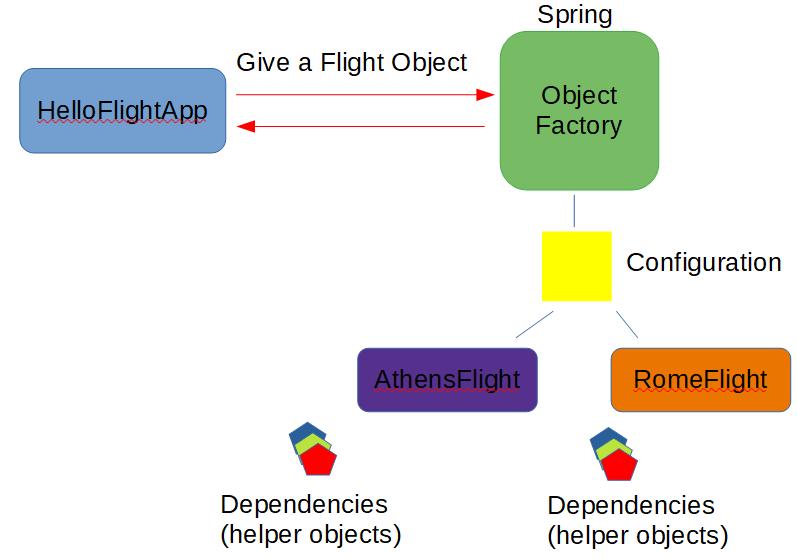 Spring
Give a Flight Object
HelloFlightApp
Object
Factory
Configuration
AthensFlight
RomeFlight
Dependencies
(helper objects)
Dependencies
(helper objects)